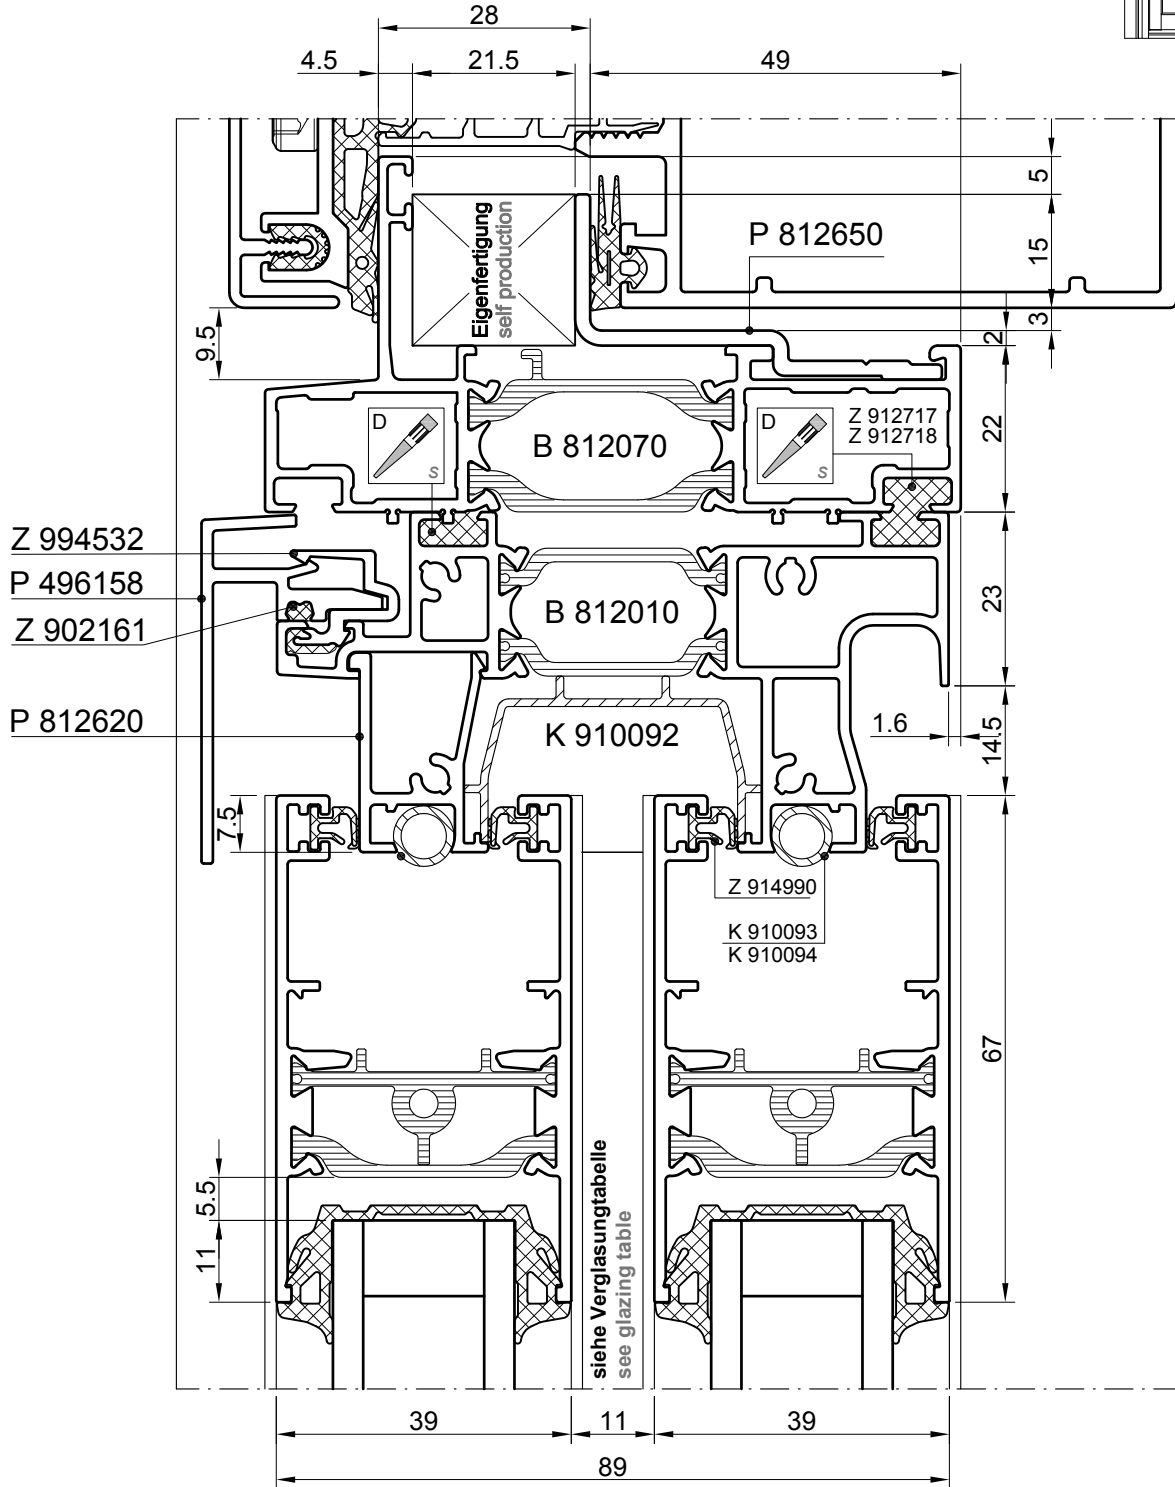 28
4.5
21.5
49
5
Eigenfertigung
self production
P 812650
15
3
2
9.5
D
S
B 812070
D
S
Z 912717
Z 912718
22
Z 994532
P 496158
Z 902161
B 812010
23
P 812620
K 910092
1.6
14.5
7.5
Z 914990
K 910093
K 910094
67
5.5
11
siehe Verglasungtabelle
see glazing table
39
11
39
89